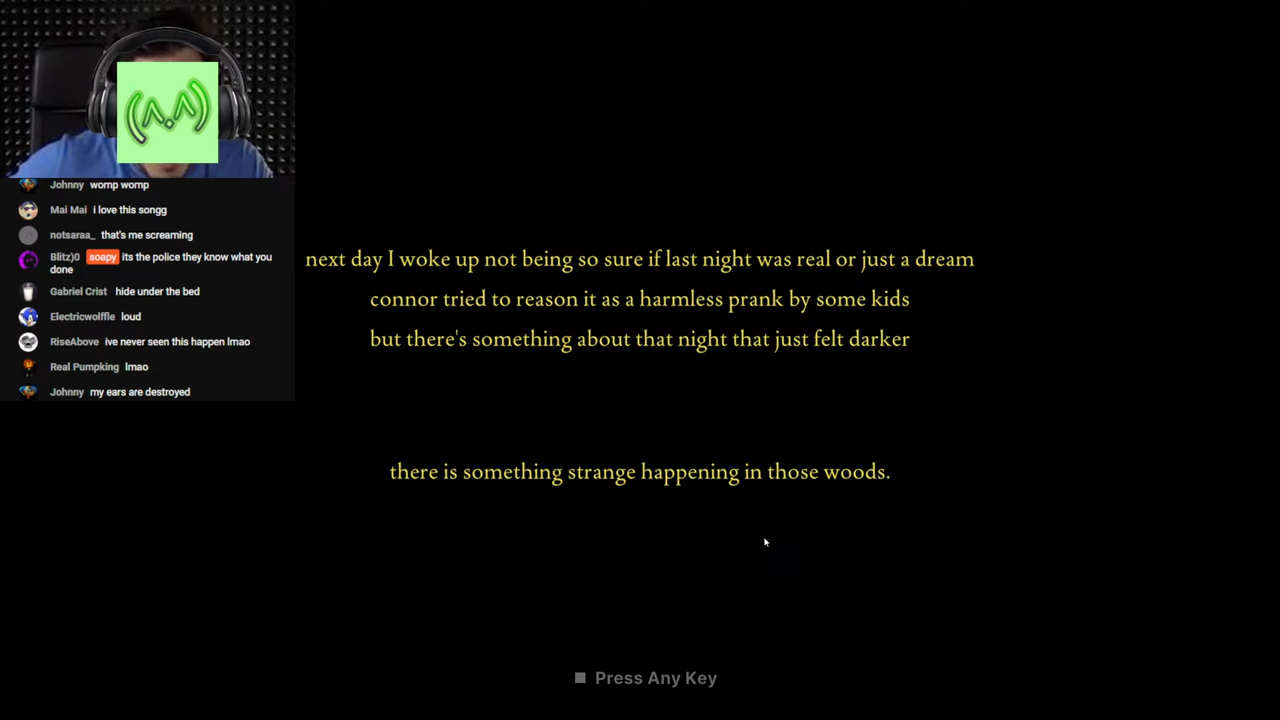 (^.^)
Johnny womp womp
Mai Mai i love this songg
notsaraa_ that's me screaming
Blitz)0 soapy its the police they know what you
done
Gabriel Crist hide under the bed
Electricwolffle loud
RiseAbove ive never seen this happen lmao
Real Pumpking lmao
Johnny my ears are destroyed
next day I woke up not being so sure if last night was real or just a dream
connor tried to reason it as a harmless prank by some kids
but there's something about that night that just felt darker
there is something strange happening in those woods.
Press Any Key